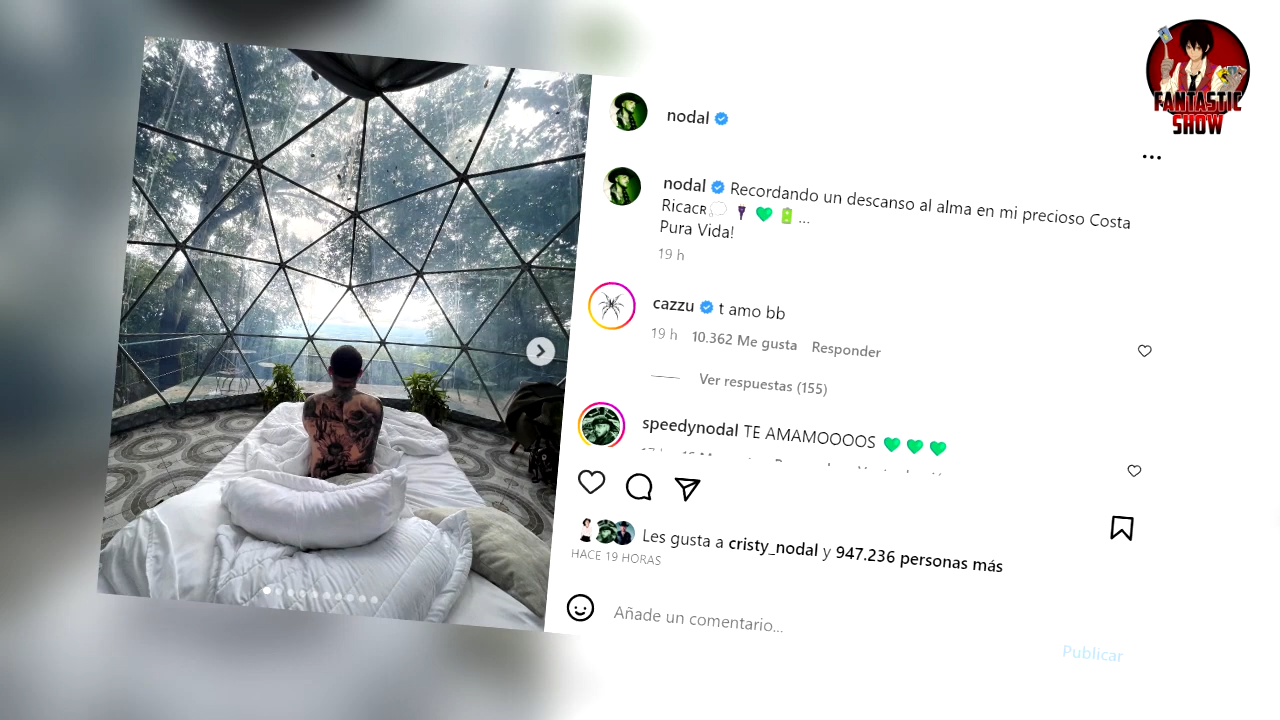 FANTASTIC
SHOW
nodal
nodal Recordando un descanso al alma en mi precioso Costa
Ricaᴄʀ💭 🌹 💚 🔋...
Pura Vida!
19 h
cazzu t amo bb
19 h 10.362 Me gusta Responder
Ver respuestas (155)
speedynodal TE AMAMOOOOS 💚 💚 💚
Les gusta a cristy_nodal y 947.236 personas más
HACE 19 HORAS
Añade un comentario...
Publicar